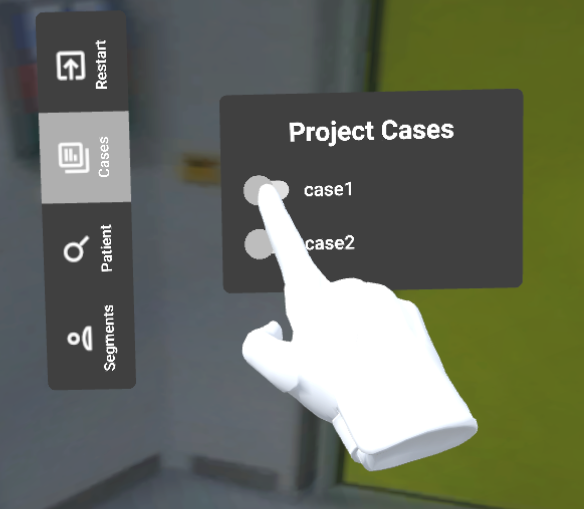 Restart
Cases
Patient
Segments
Project Cases
case1
case2